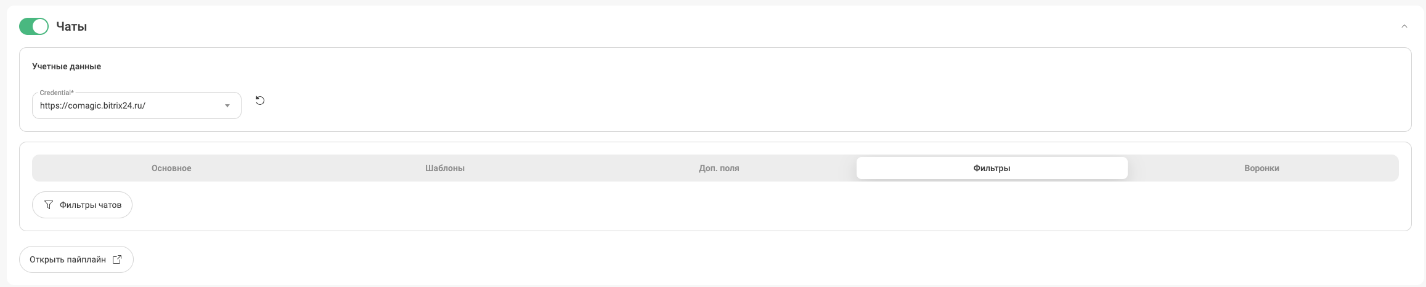 Чаты
Учетные данные
Credential*
https://comagic.bitrix24.ru/
Основное
Шаблоны
Доп. поля
Фильтры
Воронки
Фильтры чатов
Открыть пайплайн